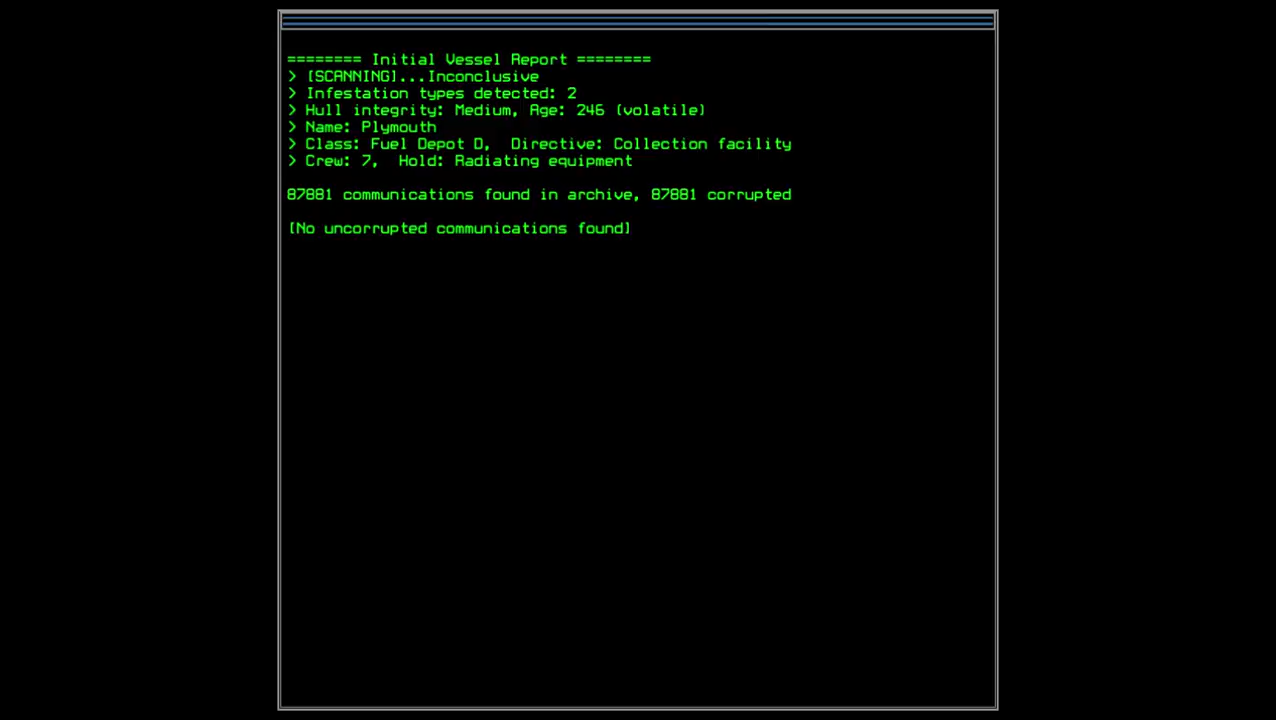 ======== Initial Vessel Report ========
> [SCANNING]...Inconclusive
> Infestation types detected: 2
> Hull integrity: Medium, Age: 246 (volatile)
> Name: Plymouth
> Class: Fuel Depot D,  Directive: Collection facility
> Crew: 7,  Hold: Radiating equipment
87881 communications found in archive, 87881 corrupted
[No uncorrupted communications found]